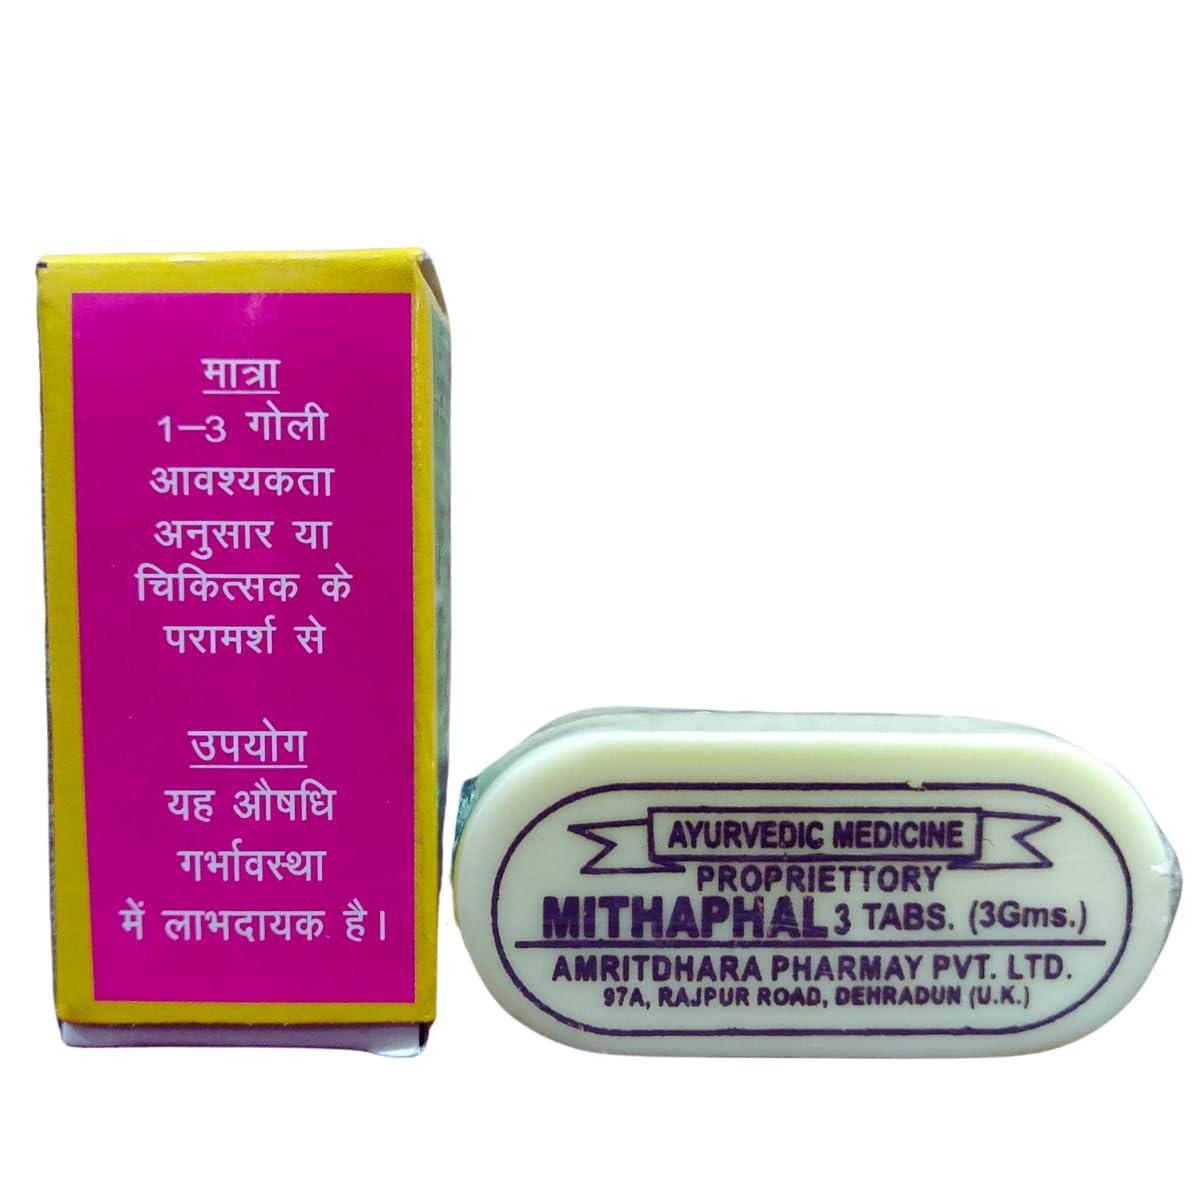 मात्रा
1–3 गोली
आवश्यकता
अनुसार या
चिकित्सक के
परामर्श से
उपयोग
यह औषधि
गर्भावस्था
में लाभदायक है।
AYURVEDIC MEDICINE
PROPRIETTORY
MITHAPHAL 3 TABS. (3Gms.)
AMRITDHARA PHARMAY PVT. LTD.
97A, RAJPUR ROAD, DEHRADUN (U.K.)